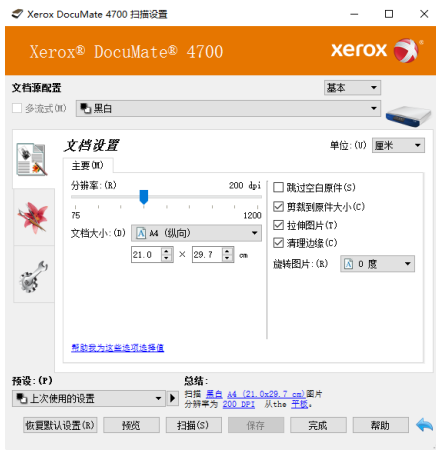 Xerox DocuMate 4700 扫描设置
Xerox® DocuMate® 4700
xerox
文档源配置
基本
多流式(M)
黑白
文档设置
单位:(U) 厘米
主要(M)
分辨率:(R) 200 dpi
75 1200
文档大小:(D) A4 (纵向)
21.0 × 29.7 cm
跳过空白原件(S)
剪裁到原件大小(C)
拉伸图片(T)
清理边缘(C)
旋转图片:(R) 0 度
帮助我为这些选项选择值
预设:(P)
上次使用的设置
总结:
扫描 黑白 A4 (21.0x29.7 cm)图片
分辨率为 200 DPI 从the 平板。
恢复默认设置(R) 预览 扫描(S) 保存 完成 帮助